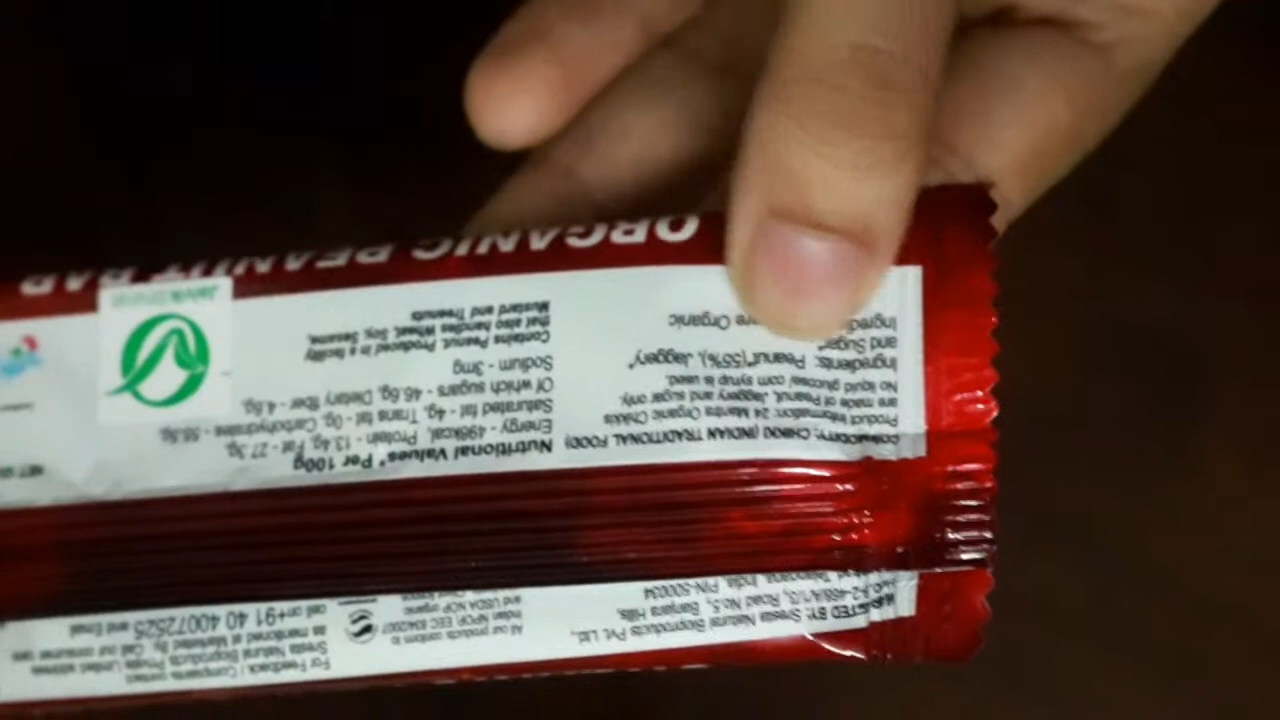 ORGANIC PEANUT BAR
COMMODITY: CHIKKI (INDIAN TRADITIONAL FOOD)
Product Information: 24 Mantra Organic Chikkis
are made of Peanut, Jaggery and sugar only.
No liquid glucose/ corn syrup is used.
Ingredients: Peanut*(55%), Jaggery*
and Sugar*
Organic
Nutritional Values* Per 100g
Energy - 495kcal, Protein - 13.4g, Fat - 27.3g,
Saturated fat - 4g, Trans fat - 0g, Carbohydrates - 55.8g,
Of which sugars - 46.6g, Dietary fiber - 4.6g,
Sodium - 3mg
Contains Peanut, Produced in a facility
that also handles Wheat, Soy, Sesame,
Mustard and Treenuts
Jaivik Bharat
MARKETED BY: Sresta Natural Bioproducts Pvt. Ltd.,
Road No.5, Banjara Hills,
Telangana, India. PIN-500034
All our products conform to
Indian NPOP, EEC 834/2007
and USDA NOP organic
For Feedback / Complaints contact
Sresta Natural Bioproducts Private Limited address
as mentioned at Marketed By. Call our consumer care
cell on+91 40 40072525 and Email